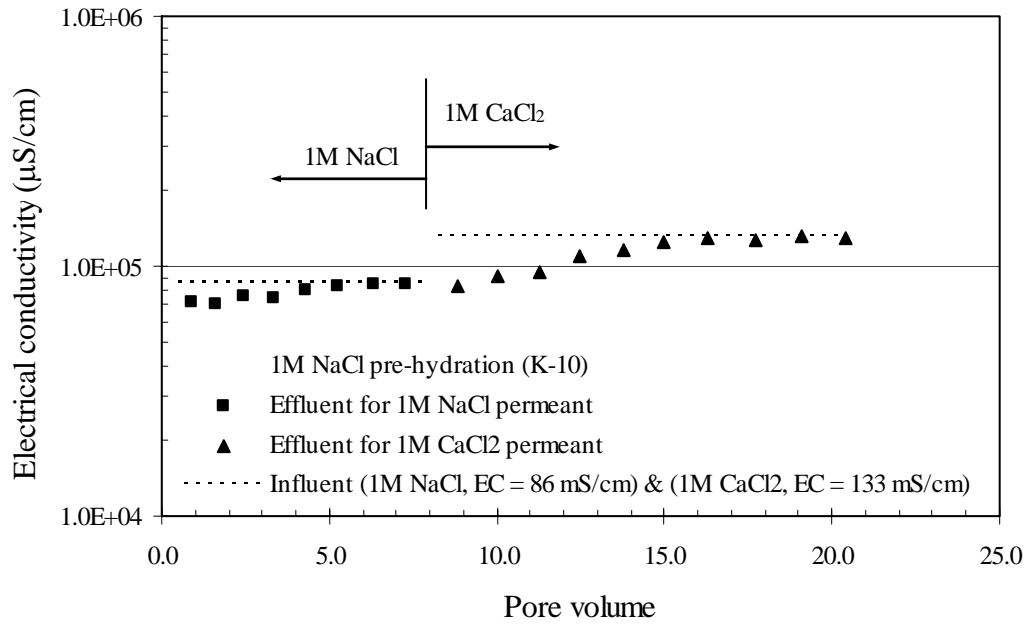 1.0E+06
1M CaCl2
1M NaCl
1.0E+05
1M NaCl pre-hydration (K-10)
Effluent for 1M NaCl permeant
Effluent for 1M CaCl2 permeant
Influent (1M NaCl, EC = 86 mS/cm) & (1M CaCl2, EC = 133 mS/cm)
1.0E+04
0.0 5.0 10.0 15.0 20.0 25.0
Pore volume
Electrical conductivity (μS/cm)